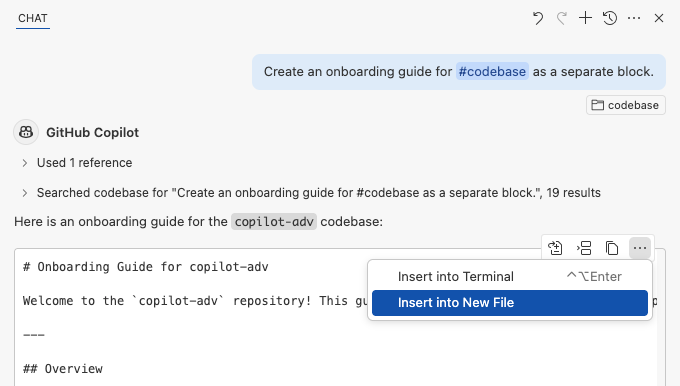 CHAT
Create an onboarding guide for #codebase as a separate block.
codebase
GitHub Copilot
Used 1 reference
Searched codebase for "Create an onboarding guide for #codebase as a separate block.", 19 results
Here is an onboarding guide for the copilot-adv codebase:
# Onboarding Guide for copilot-adv
Insert into Terminal ⌃⌥Enter
Welcome to the `copilot-adv` repository! This
Insert into New File
---
## Overview